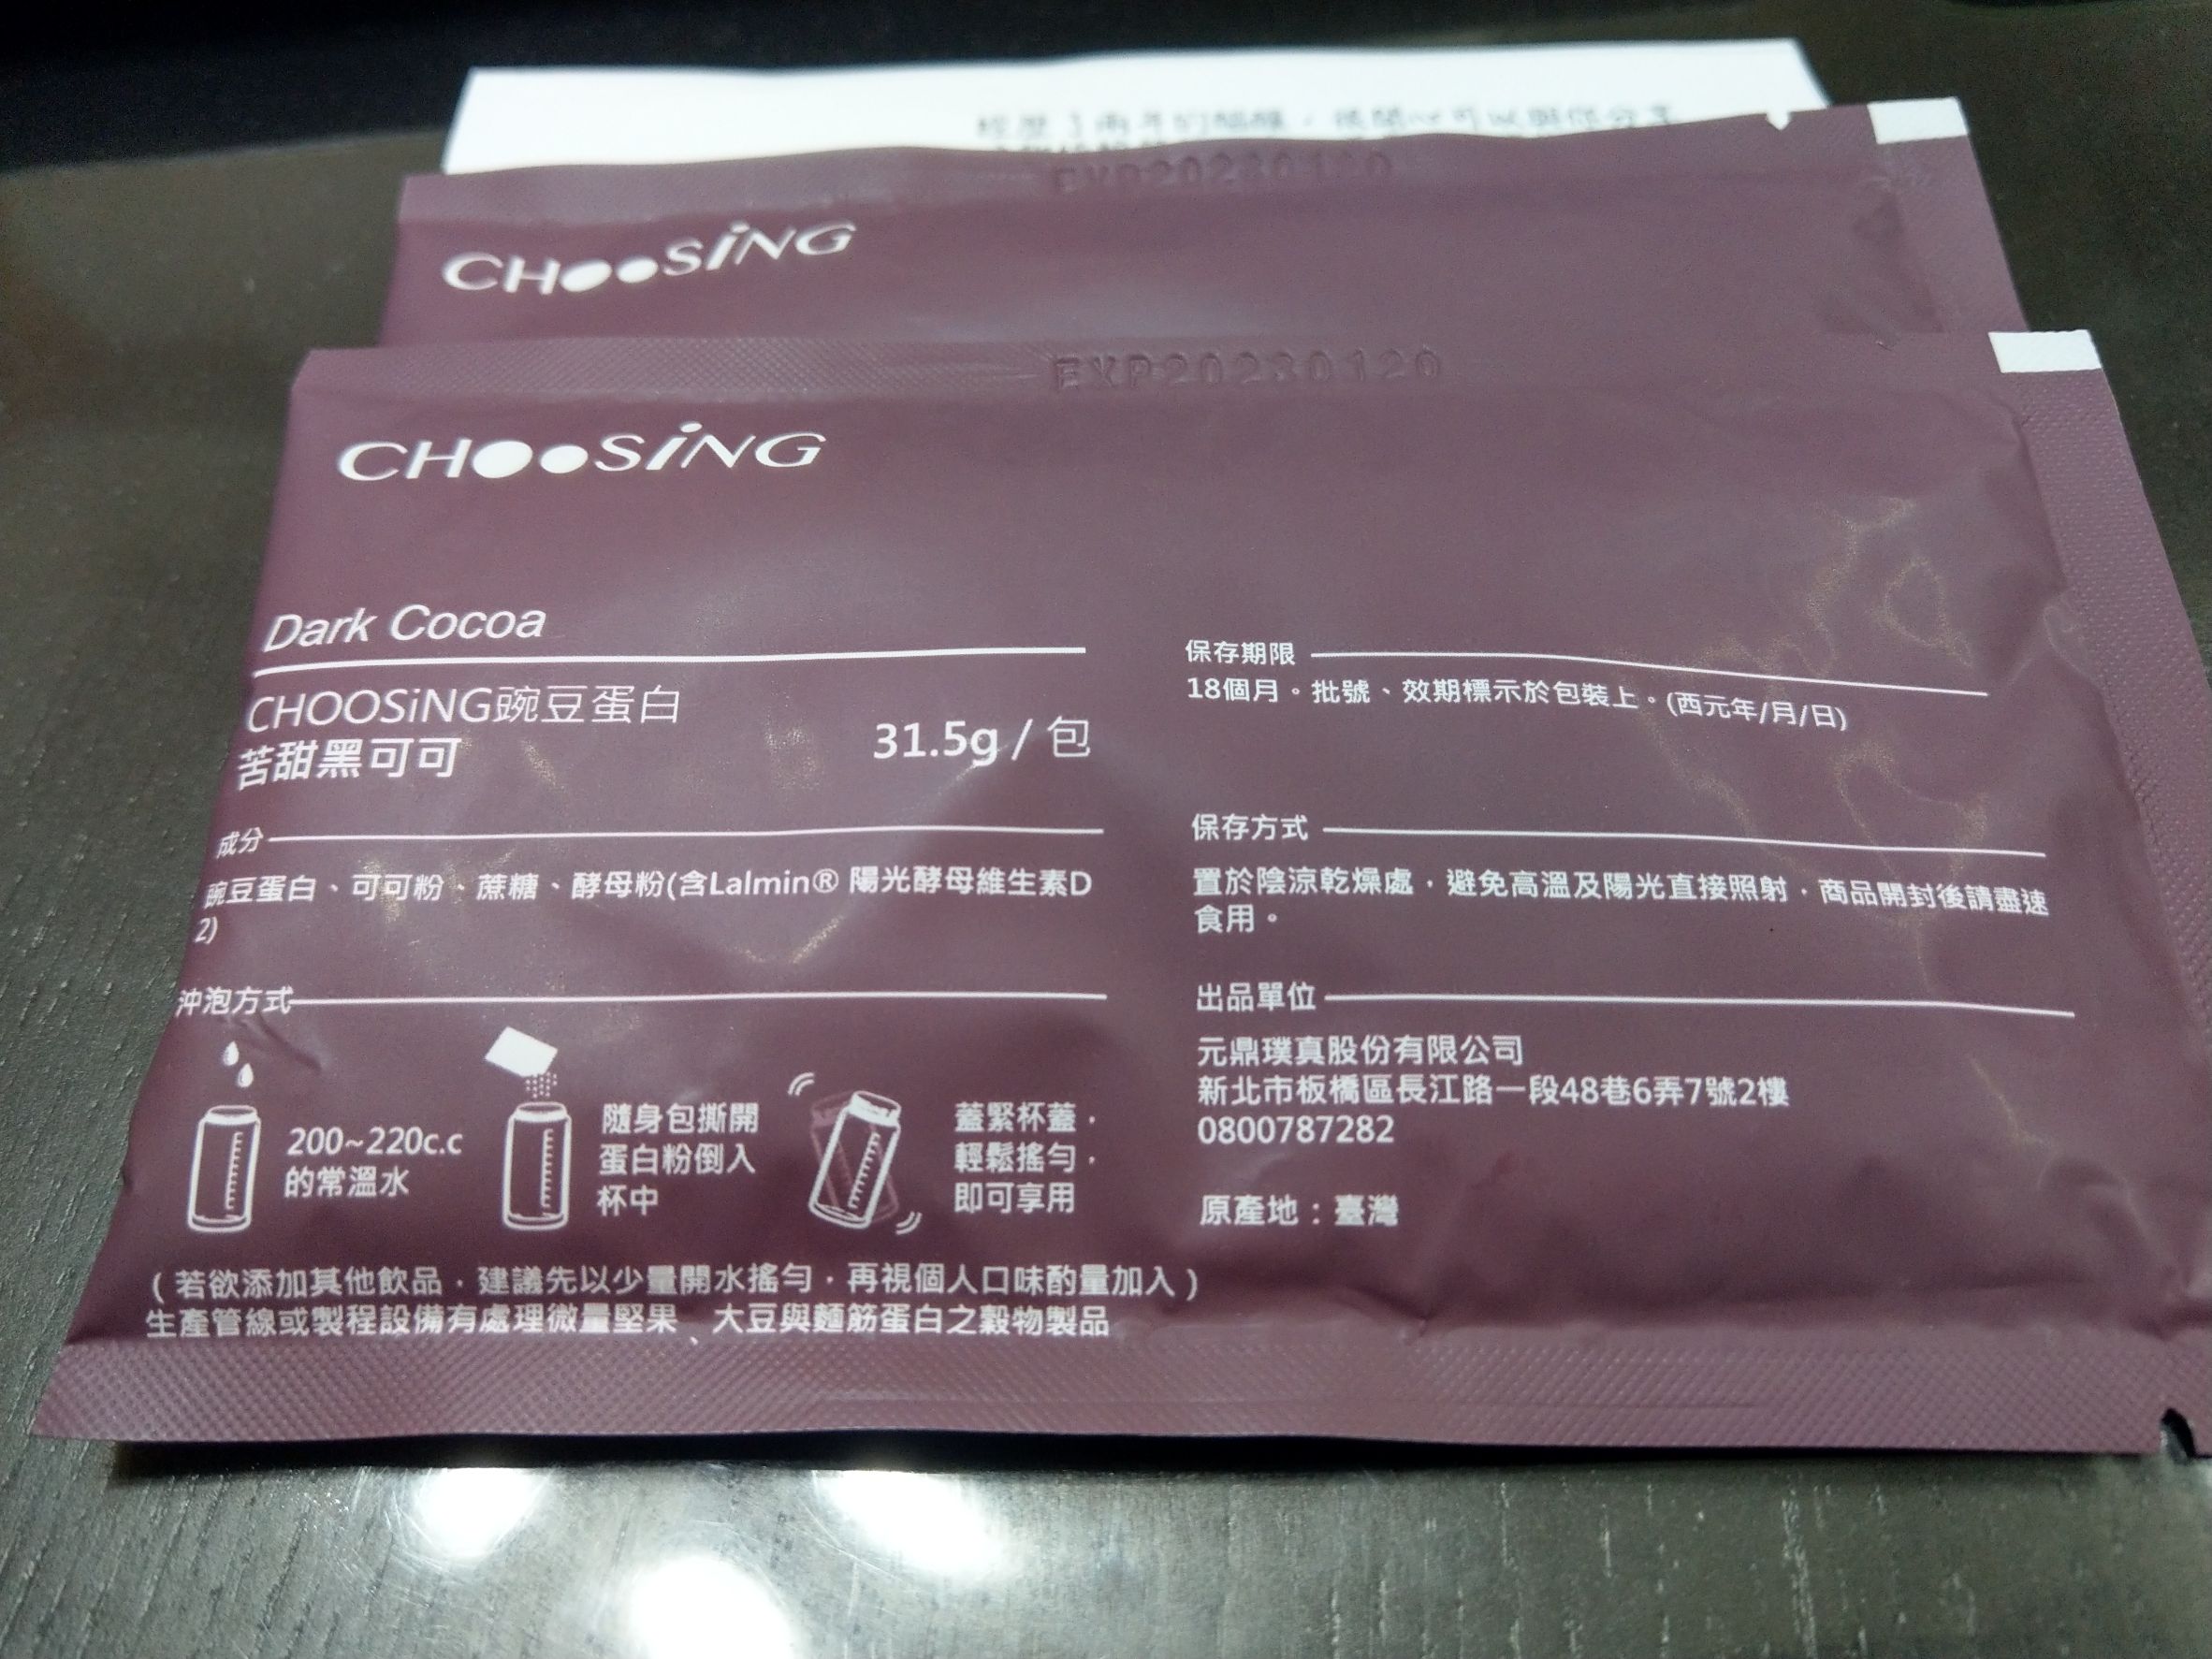 EXP20230120
CHOOSiNG
EXP20230120
CHOOSiNG
Dark Cocoa
CHOOSiNG豌豆蛋白
苦甜黑可可
31.5g / 包
成分
豌豆蛋白、可可粉、蔗糖、酵母粉(含Lalmin® 陽光酵母維生素D
2)
沖泡方式
200~220c.c
的常溫水
隨身包撕開
蛋白粉倒入
杯中
蓋緊杯蓋，
輕鬆搖勻，
即可享用
(若欲添加其他飲品，建議先以少量開水搖勻，再視個人口味酌量加入)
生產管線或製程設備有處理微量堅果、大豆與麵筋蛋白之穀物製品
保存期限
18個月。批號、效期標示於包裝上。(西元年/月/日)
保存方式
置於陰涼乾燥處，避免高溫及陽光直接照射，商品開封後請盡速
食用。
出品單位
元鼎璞真股份有限公司
新北市板橋區長江路一段48巷6弄7號2樓
0800787282
原產地：臺灣